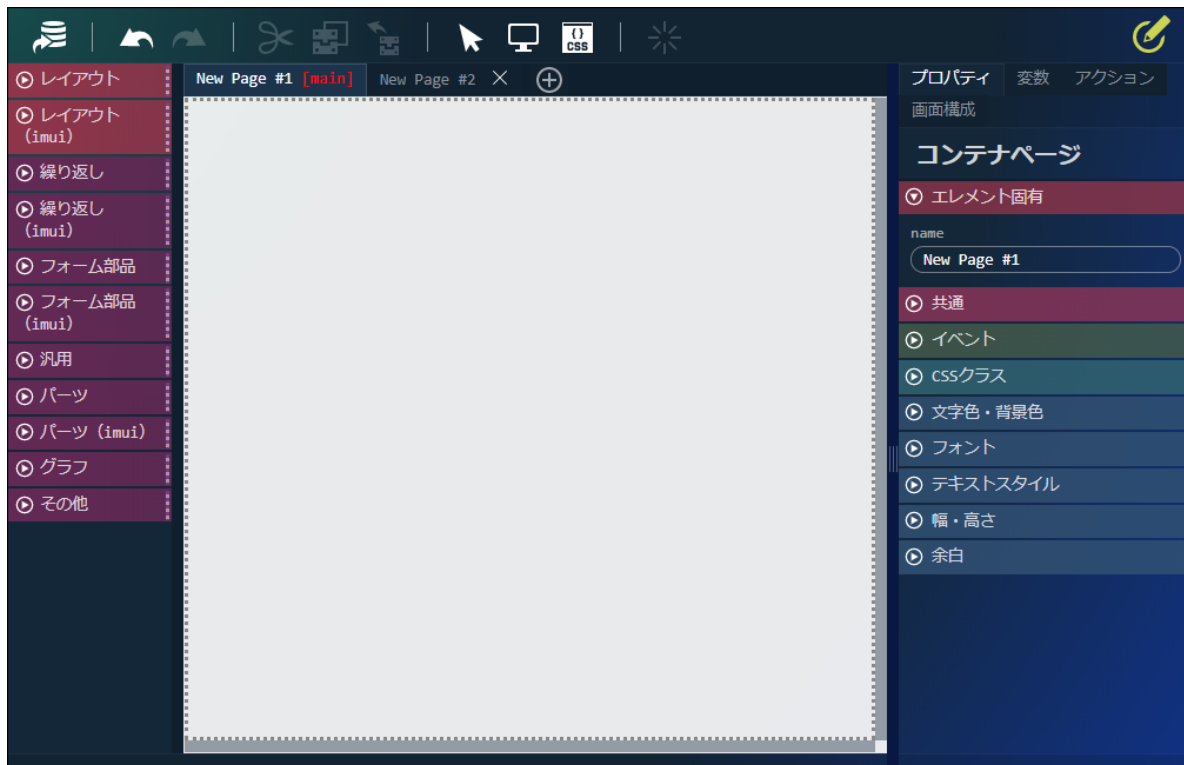 {}
CSS
レイアウト
レイアウト
(imui)
繰り返し
繰り返し
(imui)
フォーム部品
フォーム部品
(imui)
汎用
パーツ
パーツ (imui)
グラフ
その他
New Page #1 [main] New Page #2
プロパティ 変数 アクション
画面構成
コンテナページ
エレメント固有
name
New Page #1
共通
イベント
CSSクラス
文字色・背景色
フォント
テキストスタイル
幅・高さ
余白